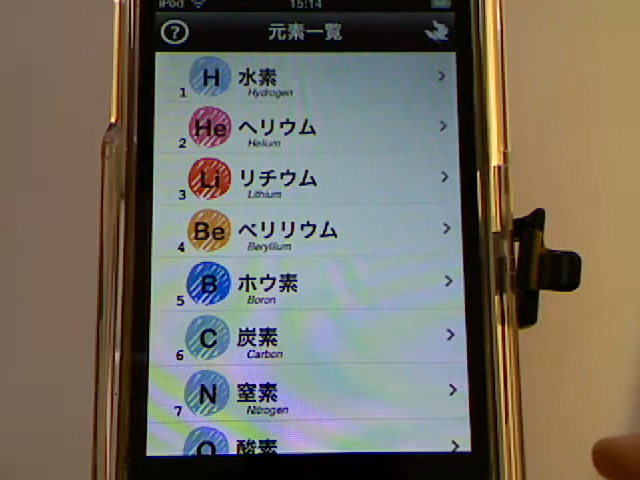 iPod 15:14
? 元素一覧
H 水素
1 Hydrogen
He ヘリウム
2 Helium
Li リチウム
3 Lithium
Be ベリリウム
4 Beryllium
B ホウ素
5 Boron
C 炭素
6 Carbon
N 窒素
7 Nitrogen
O 酸素